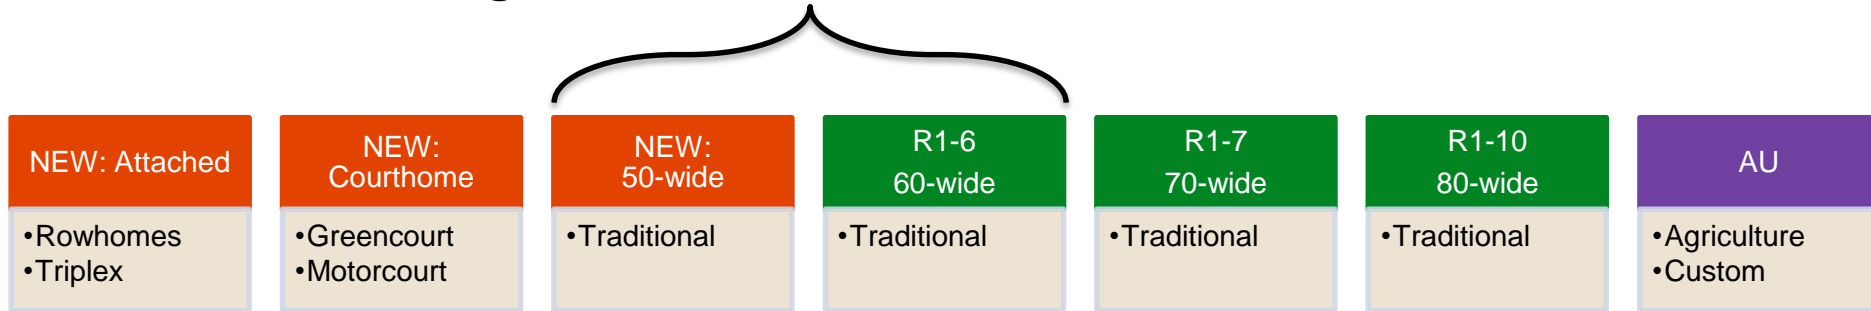 NEW: Attached
•Rowhomes
•Triplex
NEW:
Courthome
•Greencourt
•Motorcourt
NEW:
50-wide
•Traditional
R1-6
60-wide
•Traditional
R1-7
70-wide
•Traditional
R1-10
80-wide
•Traditional
AU
•Agriculture
•Custom